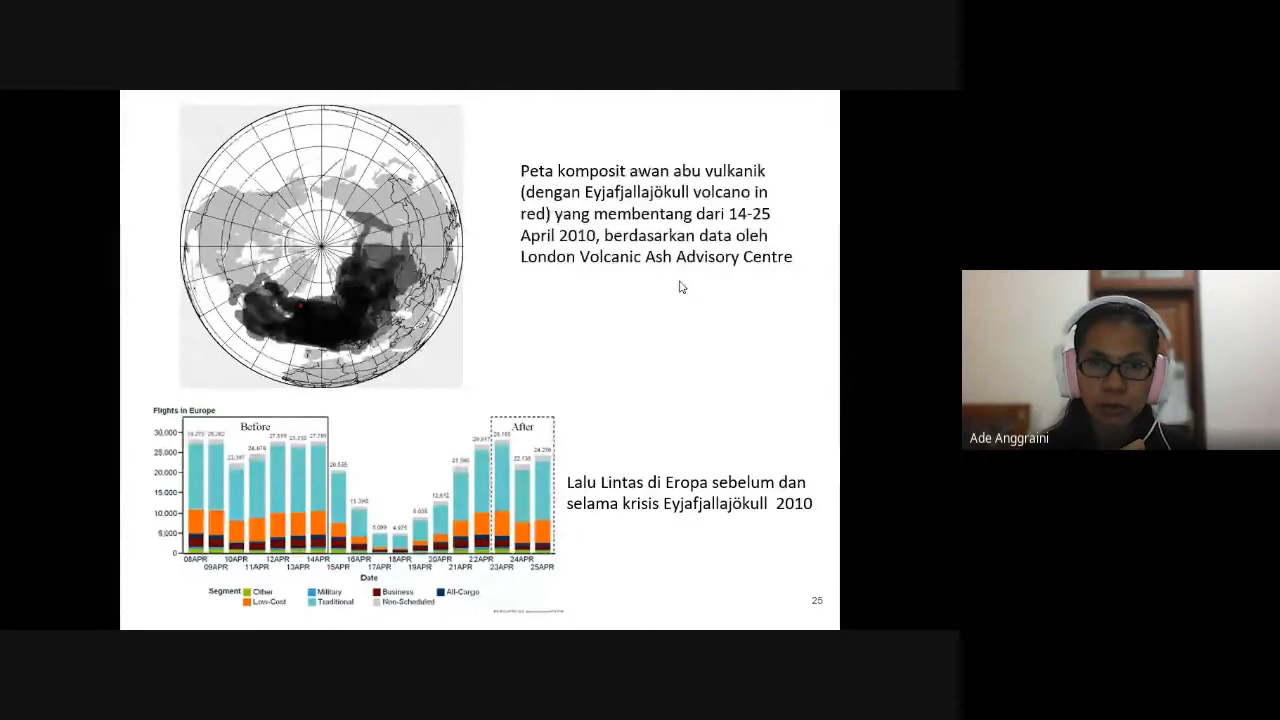 Peta komposit awan abu vulkanik
(dengan Eyjafjallajökull volcano in
red) yang membentang dari 14-25
April 2010, berdasarkan data oleh
London Volcanic Ash Advisory Centre
Ade Anggraini
Flights in Europe
Before
After
30,000
25,000
20,000
15,000
10,000
5,000
0
08APR 10APR 12APR 14APR 16APR 18APR 20APR 22APR 24APR
09APR 11APR 13APR 15APR 17APR 19APR 21APR 23APR 25APR
Date
Segment Other Military Business All-Cargo
Low-Cost Traditional Non-Scheduled
Lalu Lintas di Eropa sebelum dan
selama krisis Eyjafjallajökull 2010
25